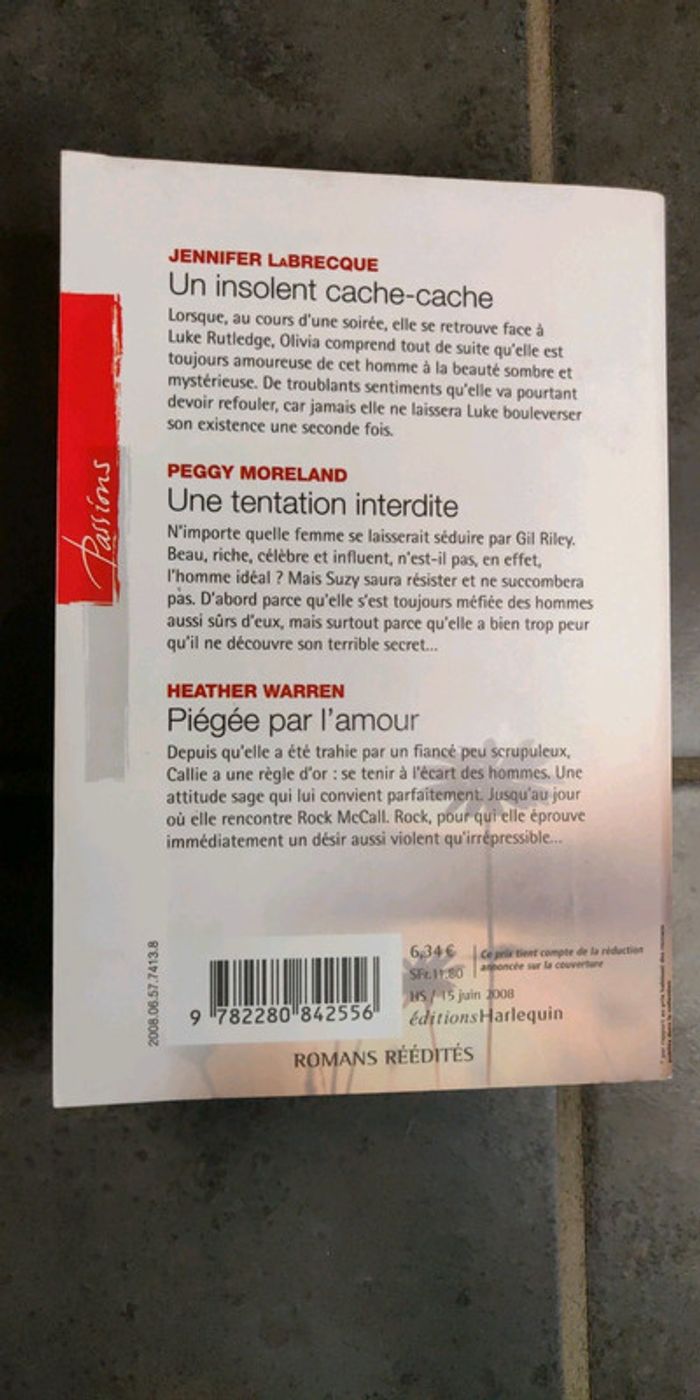 JENNIFER LABRECQUE
Un insolent cache-cache
Lorsque, au cours d'une soirée, elle se retrouve face à
Luke Rutledge, Olivia comprend tout de suite qu'elle est
toujours amoureuse de cet homme à la beauté sombre et
mystérieuse. De troublants sentiments qu'elle va pourtant
devoir refouler, car jamais elle ne laissera Luke bouleverser
son existence une seconde fois.
PEGGY MORELAND
Une tentation interdite
N'importe quelle femme se laisserait séduire par Gil Riley.
Beau, riche, célèbre et influent, n'est-il pas, en effet,
l'homme idéal ? Mais Suzy saura résister et ne succombera
pas. D'abord parce qu'elle s'est toujours méfiée des hommes
aussi sûrs d'eux, mais surtout parce qu'elle a bien trop peur
qu'il ne découvre son terrible secret...
HEATHER WARREN
Piégée par l'amour
Depuis qu'elle a été trahie par un fiancé peu scrupuleux,
Callie a une règle d'or : se tenir à l'écart des hommes. Une
attitude sage qui lui convient parfaitement. Jusqu'au jour
où elle rencontre Rock McCall. Rock, pour qui elle éprouve
immédiatement un désir aussi violent qu'irrépressible...
Passions
2008.06.57.7413.8
9 782280 842556
6,34 €
SFr.11.80
Ce prix tient compte de la réduction
annoncée sur la couverture
HS / 15 juin 2008
éditionsHarlequin
ROMANS RÉÉDITÉS